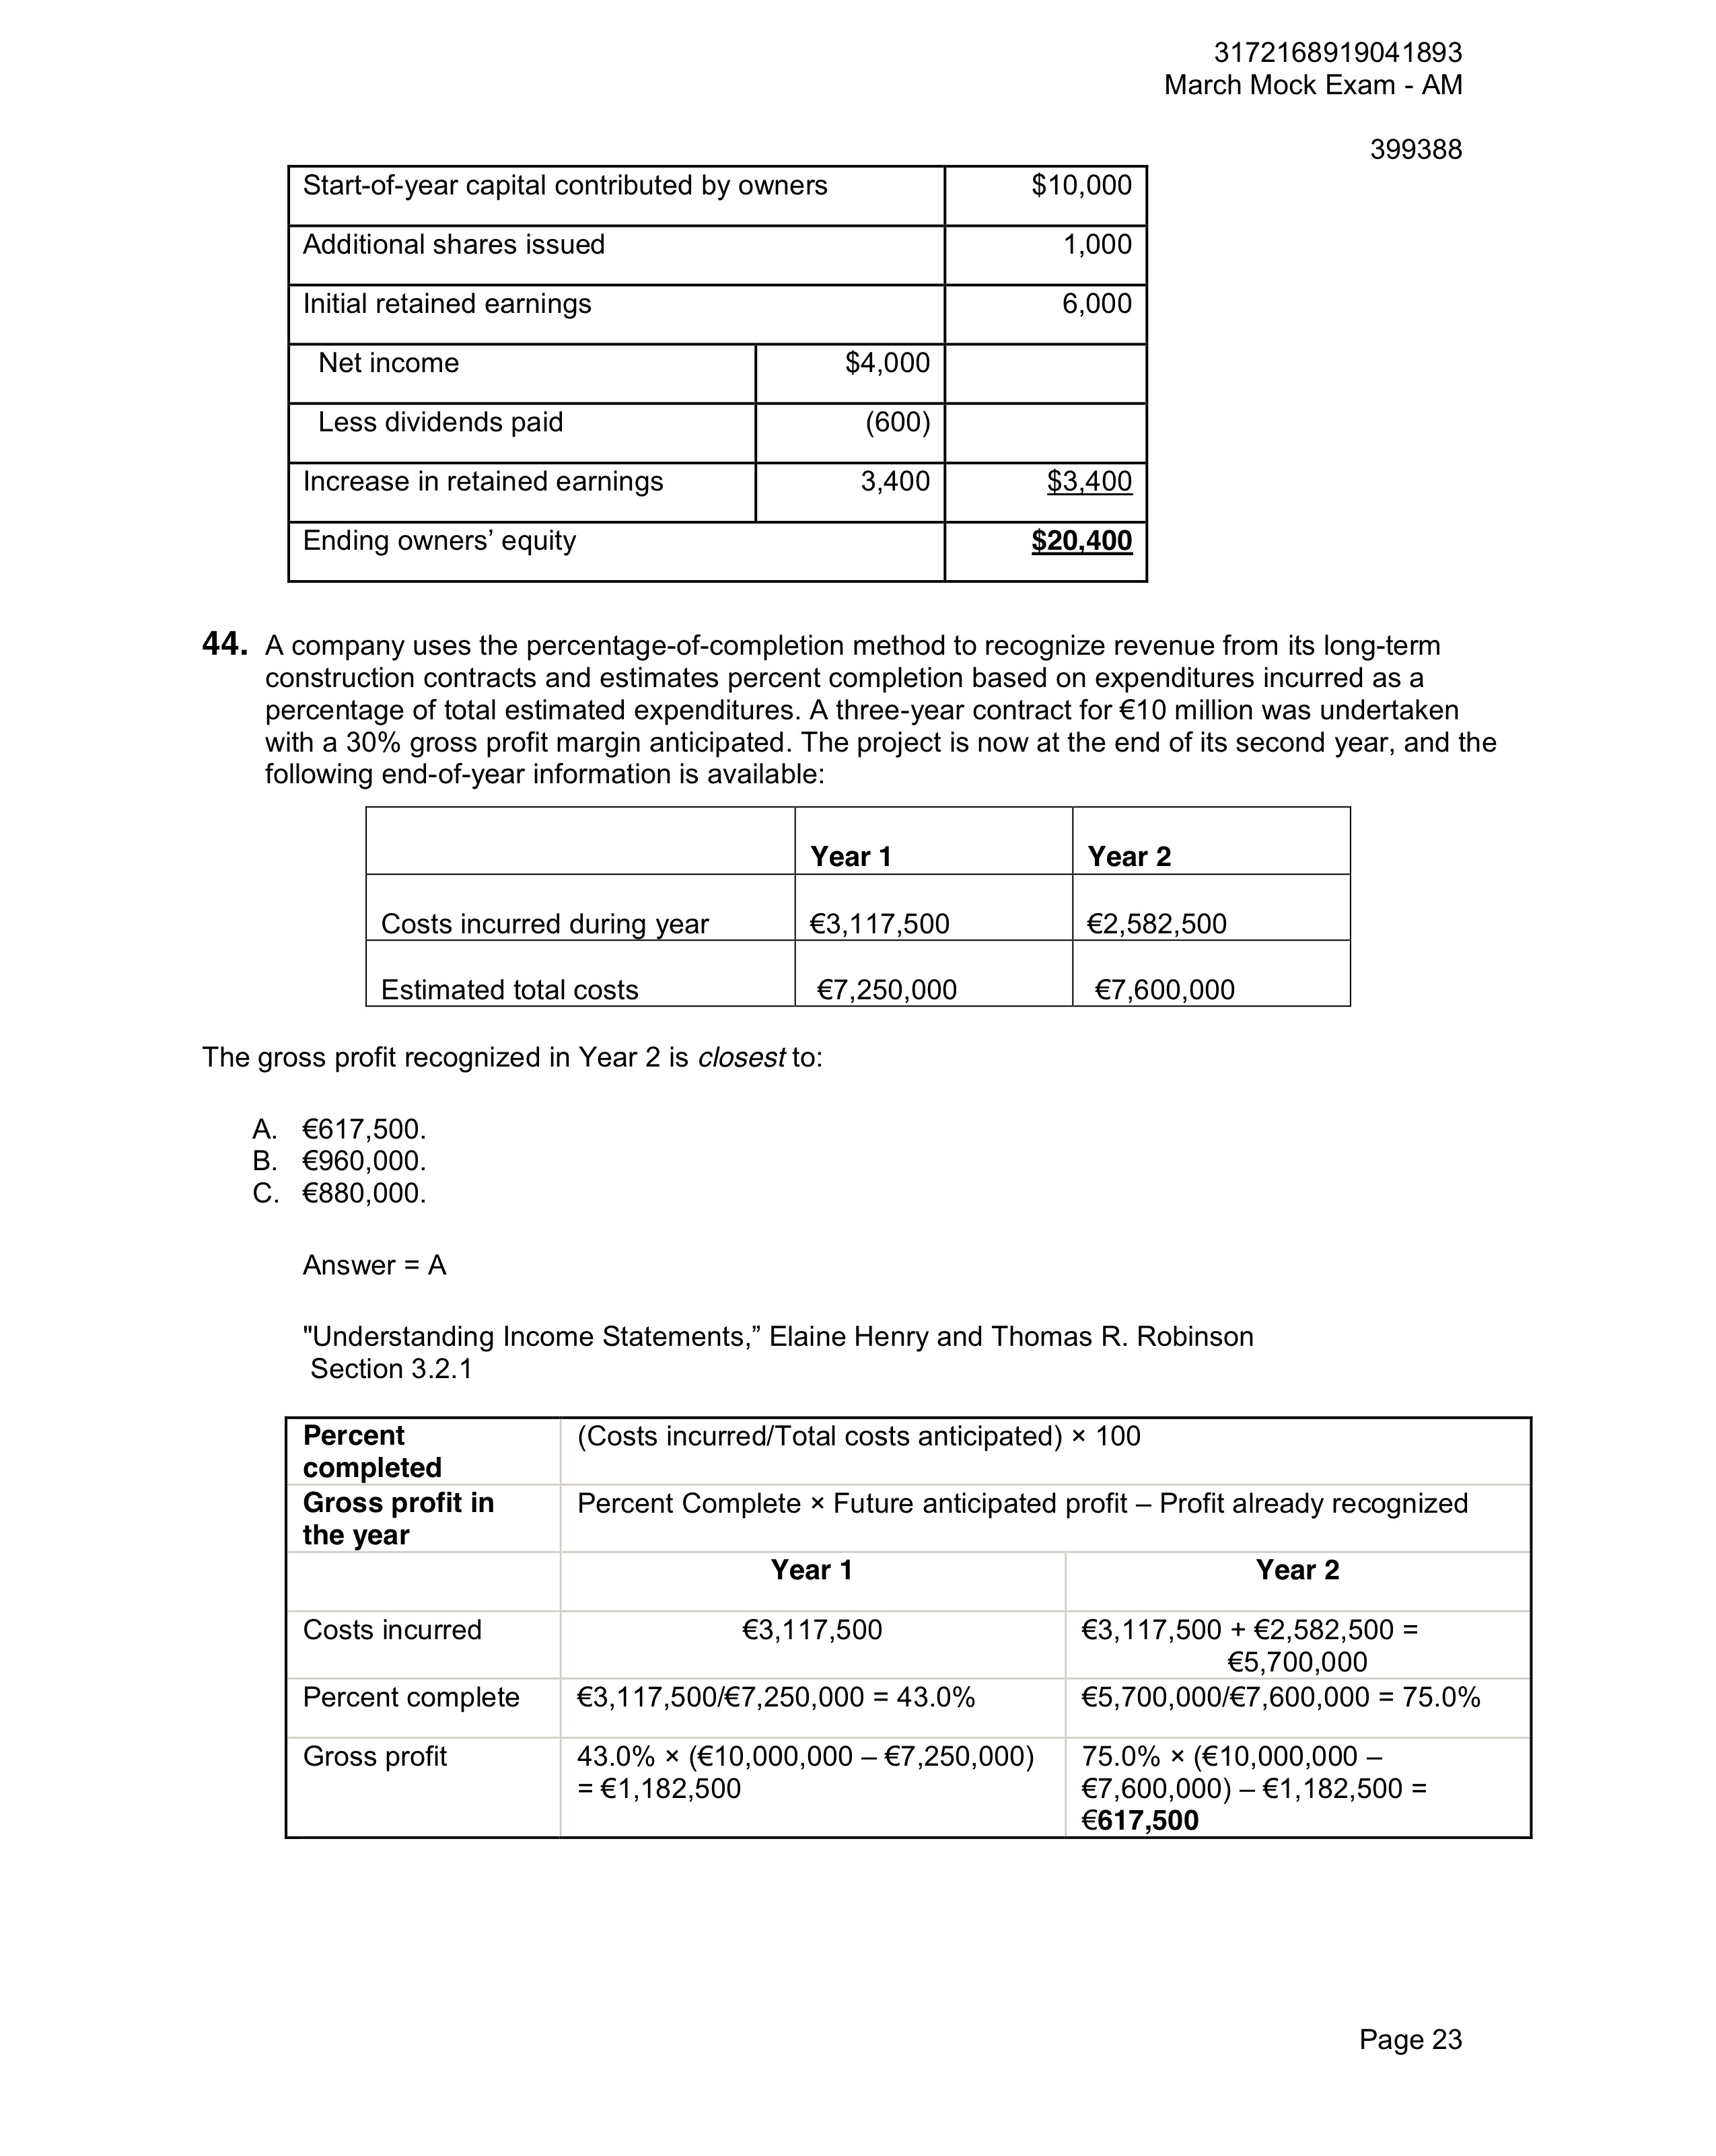 3172168919041893
March Mock Exam - AM
399388
Start-of-year capital contributed by owners $10,000
Additional shares issued 1,000
Initial retained earnings 6,000
Net income $4,000
Less dividends paid (600)
Increase in retained earnings 3,400 $3,400
Ending owners’ equity $20,400
44. A company uses the percentage-of-completion method to recognize revenue from its long-term
construction contracts and estimates percent completion based on expenditures incurred as a
percentage of total estimated expenditures. A three-year contract for €10 million was undertaken
with a 30% gross profit margin anticipated. The project is now at the end of its second year, and the
following end-of-year information is available:
Year 1 Year 2
Costs incurred during year €3,117,500 €2,582,500
Estimated total costs €7,250,000 €7,600,000
The gross profit recognized in Year 2 is closest to:
A. €617,500.
B. €960,000.
C. €880,000.
Answer = A
"Understanding Income Statements,” Elaine Henry and Thomas R. Robinson
Section 3.2.1
Percent (Costs incurred/Total costs anticipated) × 100
completed
Gross profit in Percent Complete × Future anticipated profit – Profit already recognized
the year
Year 1 Year 2
Costs incurred €3,117,500 €3,117,500 + €2,582,500 =
€5,700,000
Percent complete €3,117,500/€7,250,000 = 43.0% €5,700,000/€7,600,000 = 75.0%
Gross profit 43.0% × (€10,000,000 – €7,250,000) 75.0% × (€10,000,000 –
= €1,182,500 €7,600,000) – €1,182,500 =
€617,500
Page 23